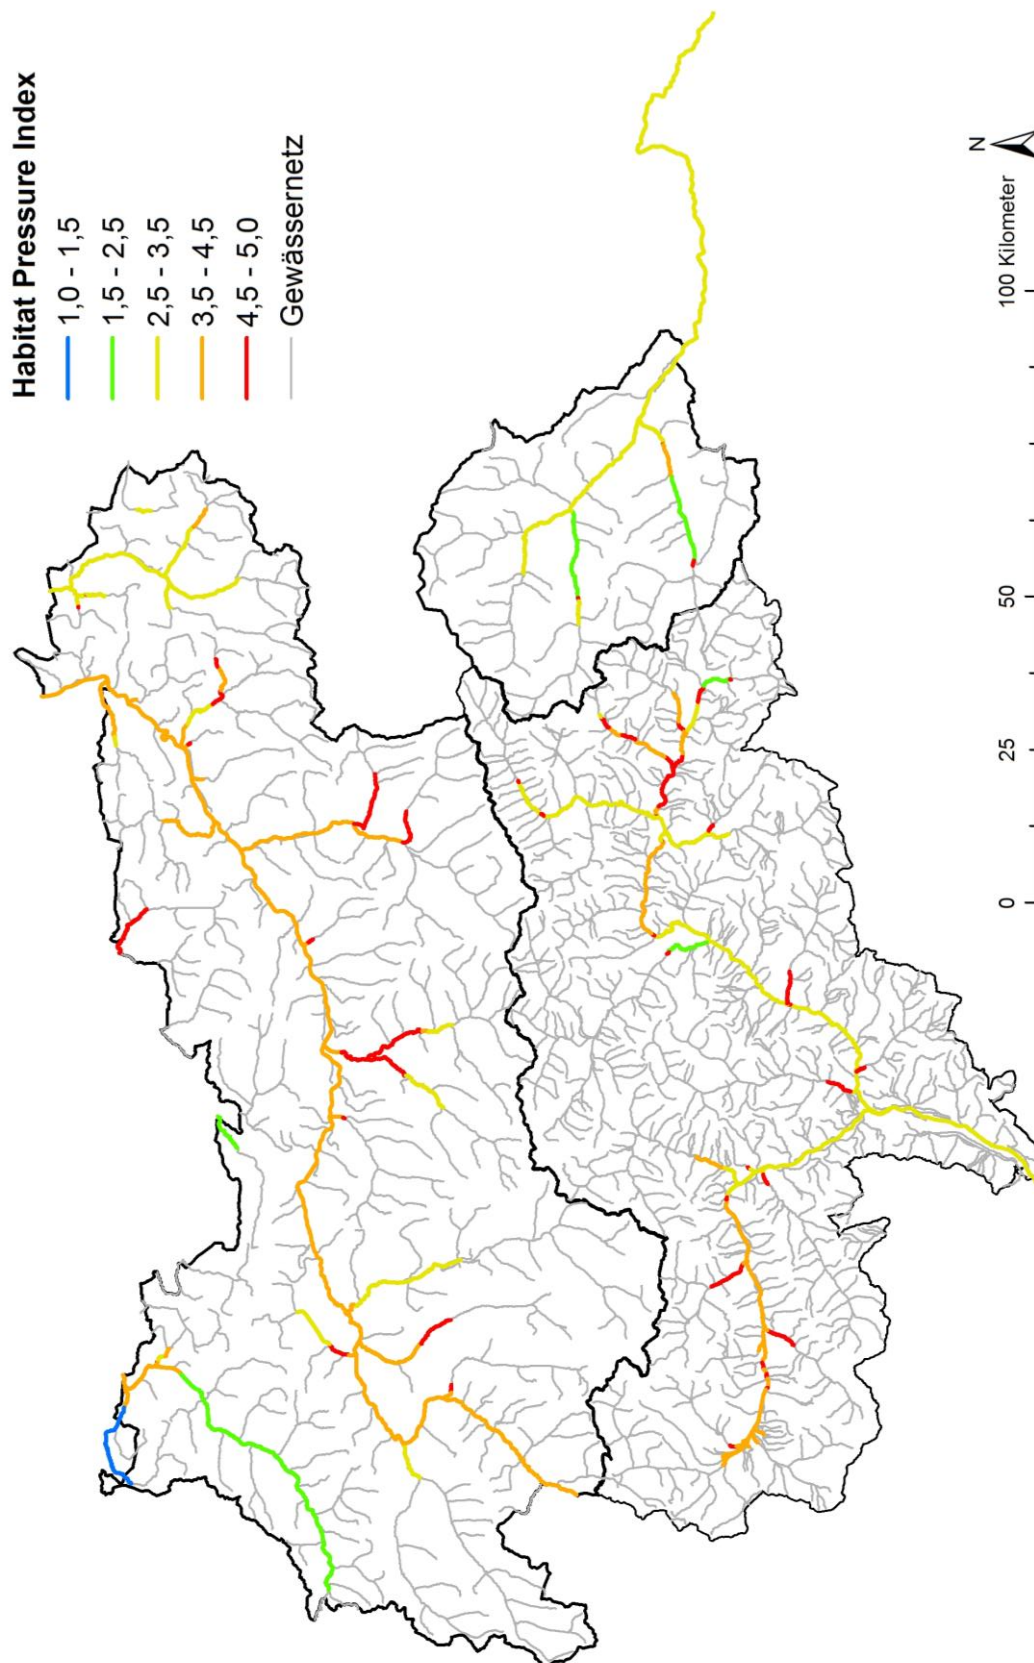 Habitat Pressure Index
1,0 - 1,5
1,5 - 2,5
2,5 - 3,5
3,5 - 4,5
4,5 - 5,0
Gewässernetz
N
0
25
50
100 Kilometer